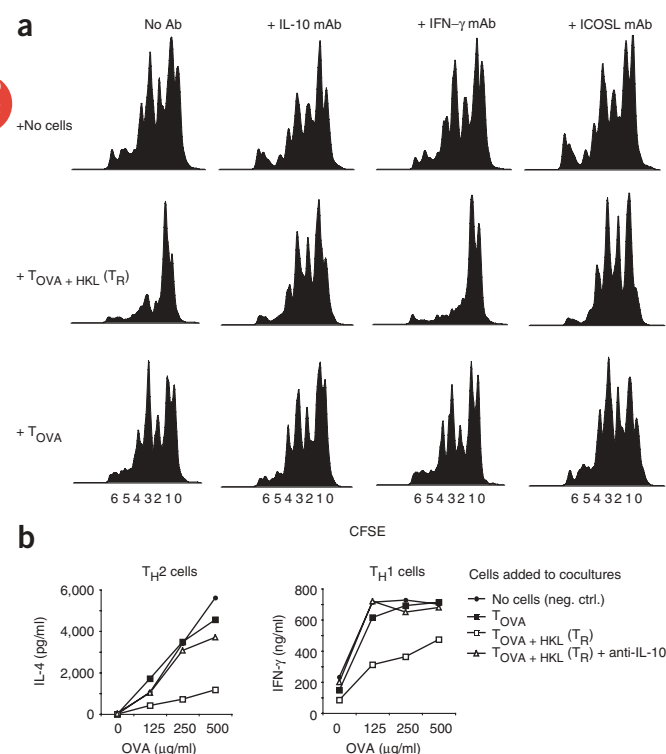 a
No Ab
+ IL-10 mAb
+ IFN–γ mAb
+ ICOSL mAb
+No cells
+ TOVA + HKL (TR)
+ TOVA
6 5 4 3 2 1 0
6 5 4 3 2 1 0
6 5 4 3 2 1 0
6 5 4 3 2 1 0
CFSE
b
TH2 cells
6,000
4,000
2,000
0
IL-4 (pg/ml)
0 125 250 500
OVA (µg/ml)
TH1 cells
800
600
400
200
0
IFN-γ (ng/ml)
0 125 250 500
OVA (µg/ml)
Cells added to cocultures
No cells (neg. ctrl.)
TOVA
TOVA + HKL (TR)
TOVA + HKL (TR) + anti-IL-10